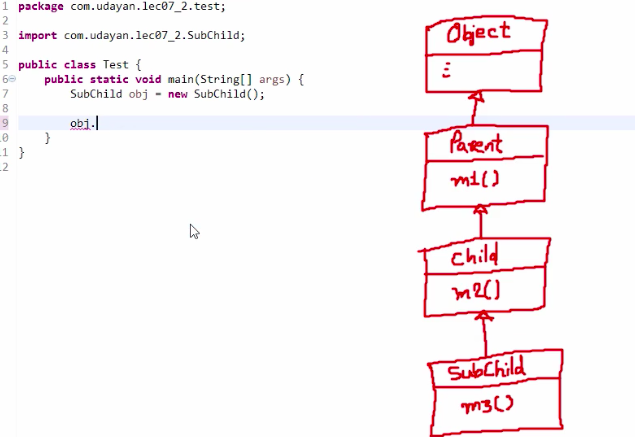 1 package com.udayan.lec07_2.test;
2
3 import com.udayan.lec07_2.SubChild;
4
5 public class Test {
6 public static void main(String[] args) {
7 SubChild obj = new SubChild();
8
9 obj.
10 }
11 }
12
Object
Parent
m1()
Child
m2()
SubChild
m3()